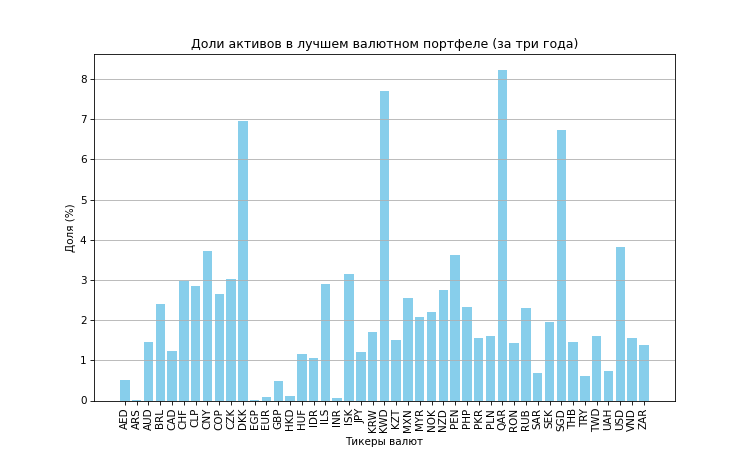 Доли активов в лучшем валютном портфеле (за три года)
Доля (%)
8
7
6
5
4
3
2
1
0
AED ARS AUD BRL CAD CHF CLP CNY COP CZK DKK EGP EUR GBP HKD HUF IDR ILS INR ISK JPY KRW KWD KZT MXN MYR NOK NZD PEN PHP PKR PLN QAR RON RUB SAR SEK SGD THB TRY TWD UAH USD VND ZAR
Тикеры валют